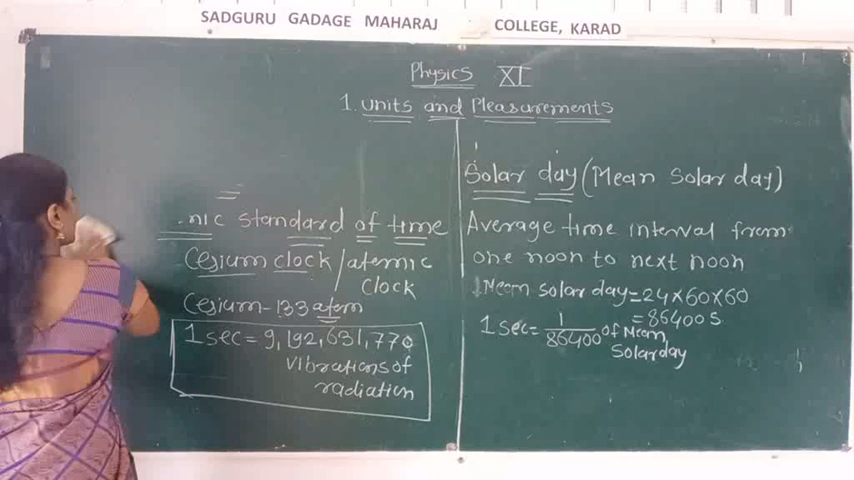 SADGURU GADAGE MAHARAJ COLLEGE, KARAD
Physics XI
1. Units and Measurements
nic standard of time
Cesium clock/atemic
clock
Cesium-133 atem
1 sec = 9,192,631,770
vibrations of
radiation
Solar day (Mean Solar day)
Average time interval from
one noon to next noon
1 Mean solar day = 24×60×60
= 86400 s
1 sec = 1/86400 of Mean
Solar day